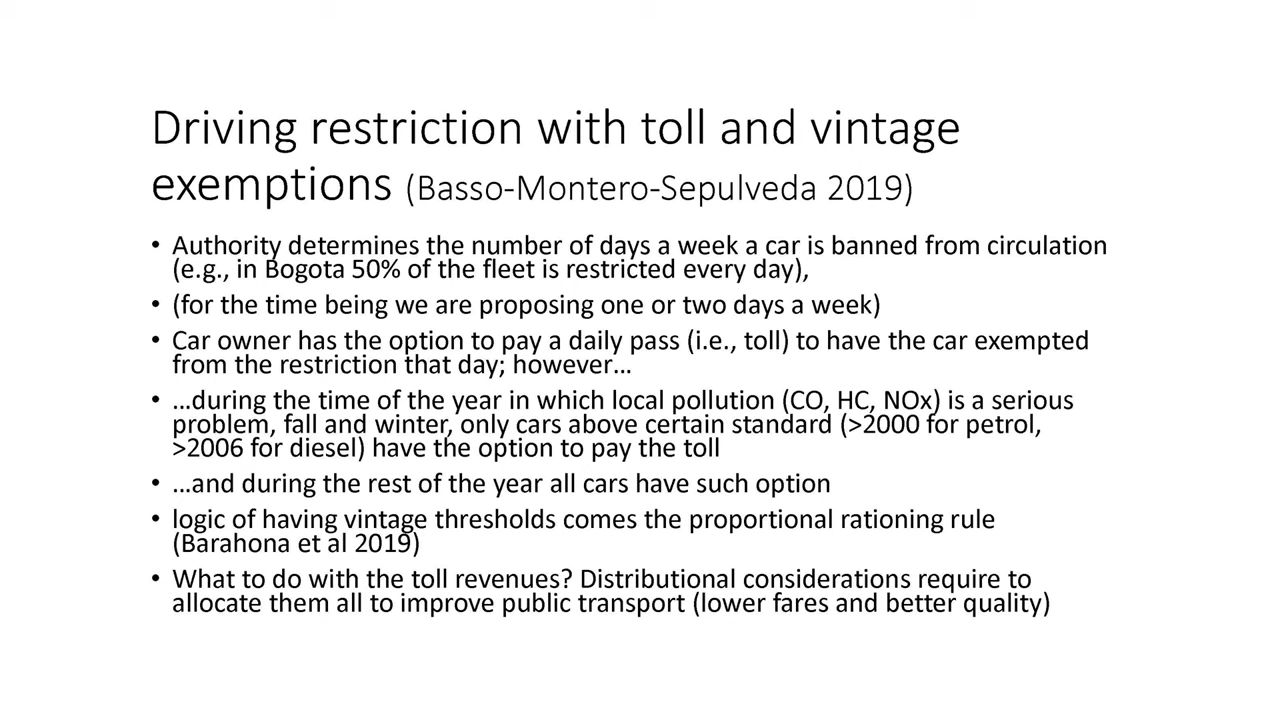 Driving restriction with toll and vintage
exemptions (Basso-Montero-Sepulveda 2019)
• Authority determines the number of days a week a car is banned from circulation
(e.g., in Bogota 50% of the fleet is restricted every day),
• (for the time being we are proposing one or two days a week)
• Car owner has the option to pay a daily pass (i.e., toll) to have the car exempted
from the restriction that day; however…
• …during the time of the year in which local pollution (CO, HC, NOx) is a serious
problem, fall and winter, only cars above certain standard (>2000 for petrol,
>2006 for diesel) have the option to pay the toll
• …and during the rest of the year all cars have such option
• logic of having vintage thresholds comes the proportional rationing rule
(Barahona et al 2019)
• What to do with the toll revenues? Distributional considerations require to
allocate them all to improve public transport (lower fares and better quality)